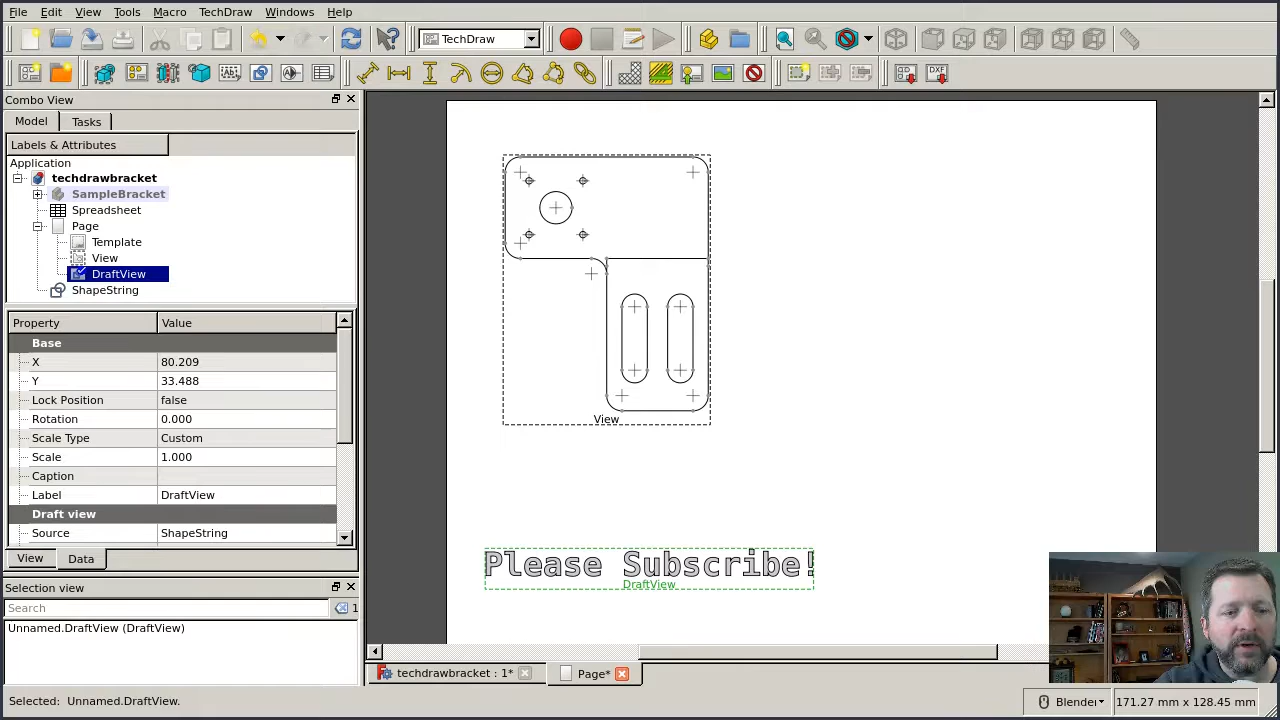 File Edit View Tools Macro TechDraw Windows Help
TechDraw
Combo View
Model Tasks
Labels & Attributes
Application
techdrawbracket
SampleBracket
Spreadsheet
Page
Template
View
DraftView
ShapeString
Property Value
Base
X 80.209
Y 33.488
Lock Position false
Rotation 0.000
Scale Type Custom
Scale 1.000
Caption
Label DraftView
Draft view
Source ShapeString
View Data
Selection view
Search 1
Unnamed.DraftView (DraftView)
View
Please Subscribe!
DraftView
techdrawbracket : 1* Page*
Selected: Unnamed.DraftView. Blender 171.27 mm x 128.45 mm